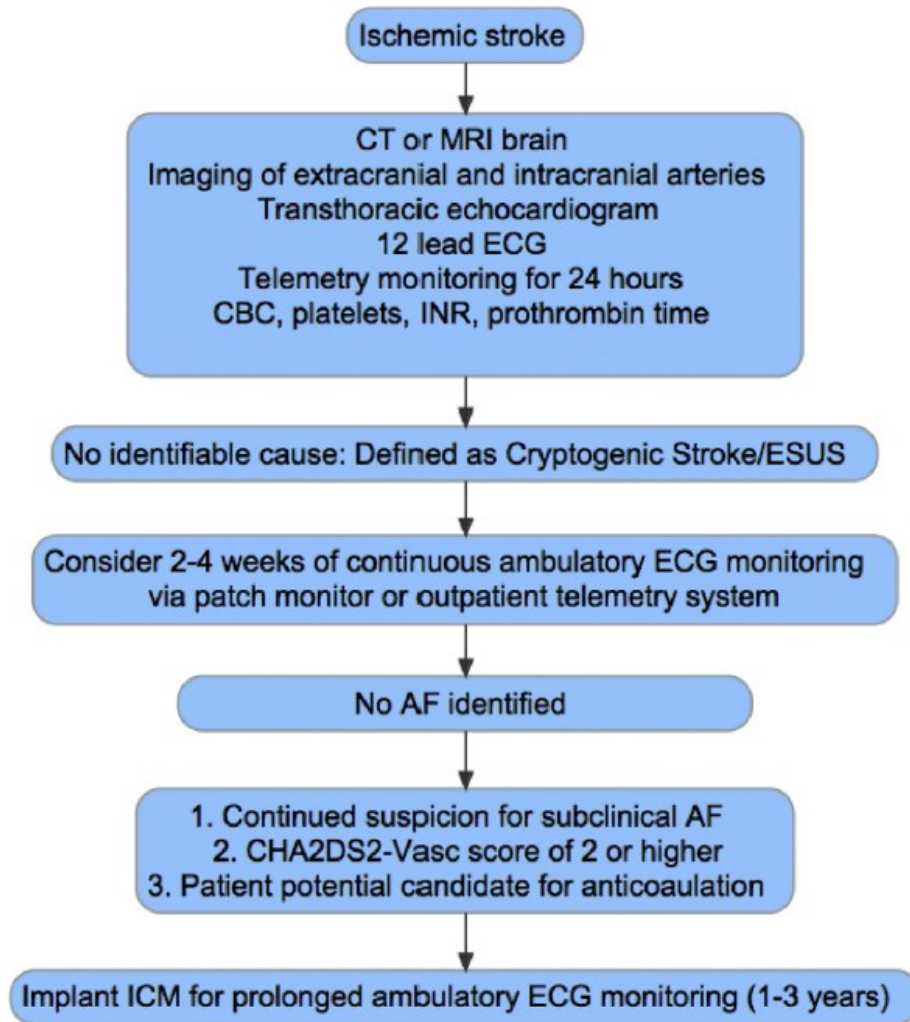 Ischemic stroke
CT or MRI brain
Imaging of extracranial and intracranial arteries
Transthoracic echocardiogram
12 lead ECG
Telemetry monitoring for 24 hours
CBC, platelets, INR, prothrombin time
No identifiable cause: Defined as Cryptogenic Stroke/ESUS
Consider 2-4 weeks of continuous ambulatory ECG monitoring
via patch monitor or outpatient telemetry system
No AF identified
1. Continued suspicion for subclinical AF
2. CHA2DS2-Vasc score of 2 or higher
3. Patient potential candidate for anticoaulation
Implant ICM for prolonged ambulatory ECG monitoring (1-3 years)